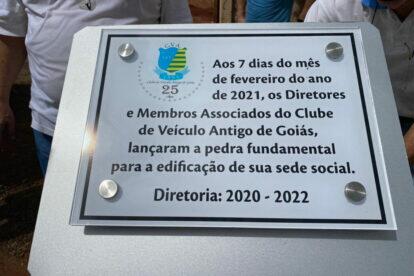 CVA
25
Aos 7 dias do mês
de fevereiro do ano
de 2021, os Diretores
e Membros Associados do Clube
de Veículo Antigo de Goiás,
lançaram a pedra fundamental
para a edificação de sua sede social.
Diretoria: 2020 - 2022